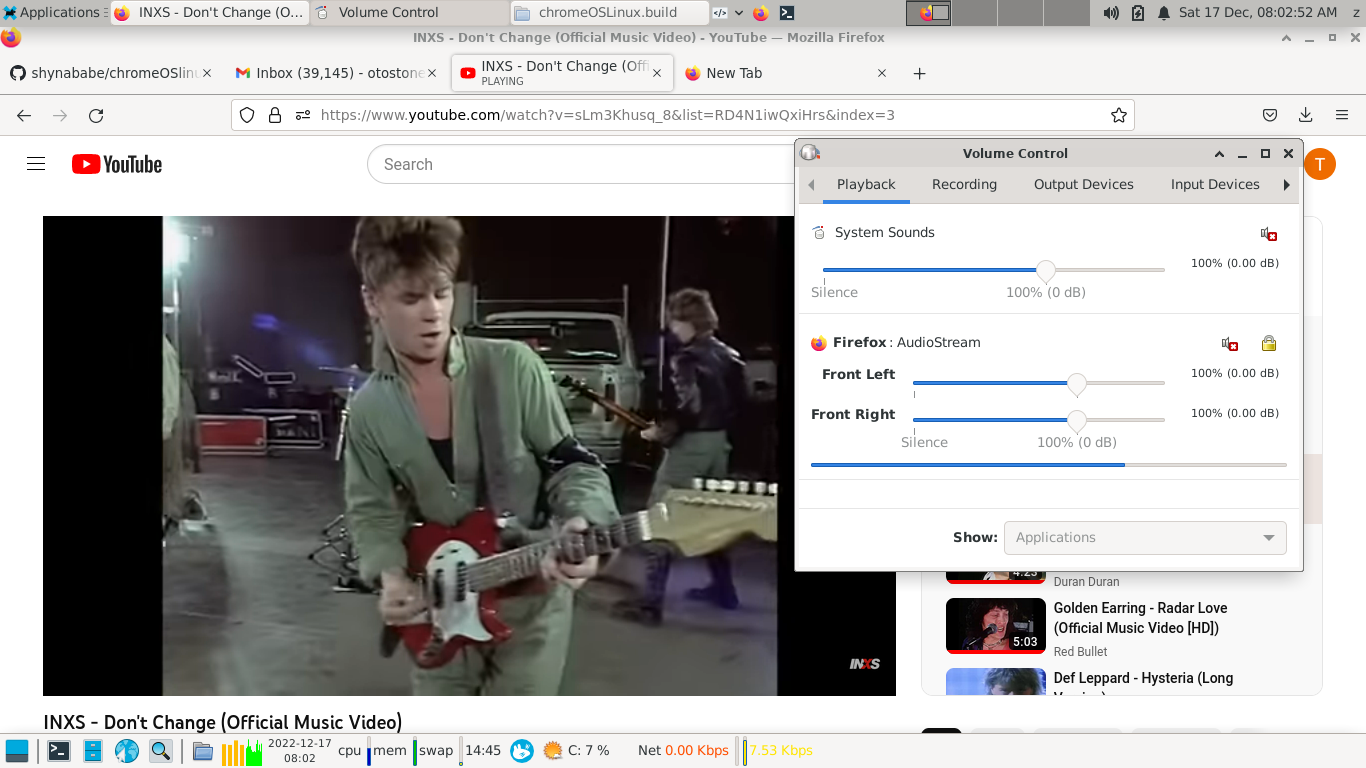 Applications
INXS - Don't Change (O...
Volume Control
chromeOSLinux.build
Sat 17 Dec, 08:02:52 AM
z
INXS - Don't Change (Official Music Video) - YouTube — Mozilla Firefox
shynababe/chromeOSlinu
Inbox (39,145) - otostone
INXS - Don't Change (Offi
PLAYING
New Tab
https://www.youtube.com/watch?v=sLm3Khusq_8&list=RD4N1iwQxiHrs&index=3
YouTube
Search
T
Volume Control
Playback
Recording
Output Devices
Input Devices
System Sounds
100% (0.00 dB)
Silence
100% (0 dB)
Firefox : AudioStream
Front Left
100% (0.00 dB)
Front Right
100% (0.00 dB)
Silence
100% (0 dB)
Show:
Applications
4:23
Duran Duran
Golden Earring - Radar Love
(Official Music Video [HD])
5:03
Red Bullet
Def Leppard - Hysteria (Long
INXS
INXS - Don't Change (Official Music Video)
2022-12-17
08:02
cpu
mem
swap
14:45
C: 7 %
Net 0.00 Kbps
7.53 Kbps